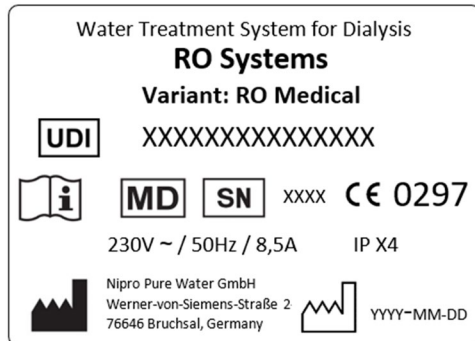 Water Treatment System for Dialysis
RO Systems
Variant: RO Medical
UDI XXXXXXXXXXXXXXX
i MD SN XXXX CE 0297
230V ~ / 50Hz / 8,5A IP X4
Nipro Pure Water GmbH
Werner-von-Siemens-Straße 2
76646 Bruchsal, Germany
YYYY-MM-DD